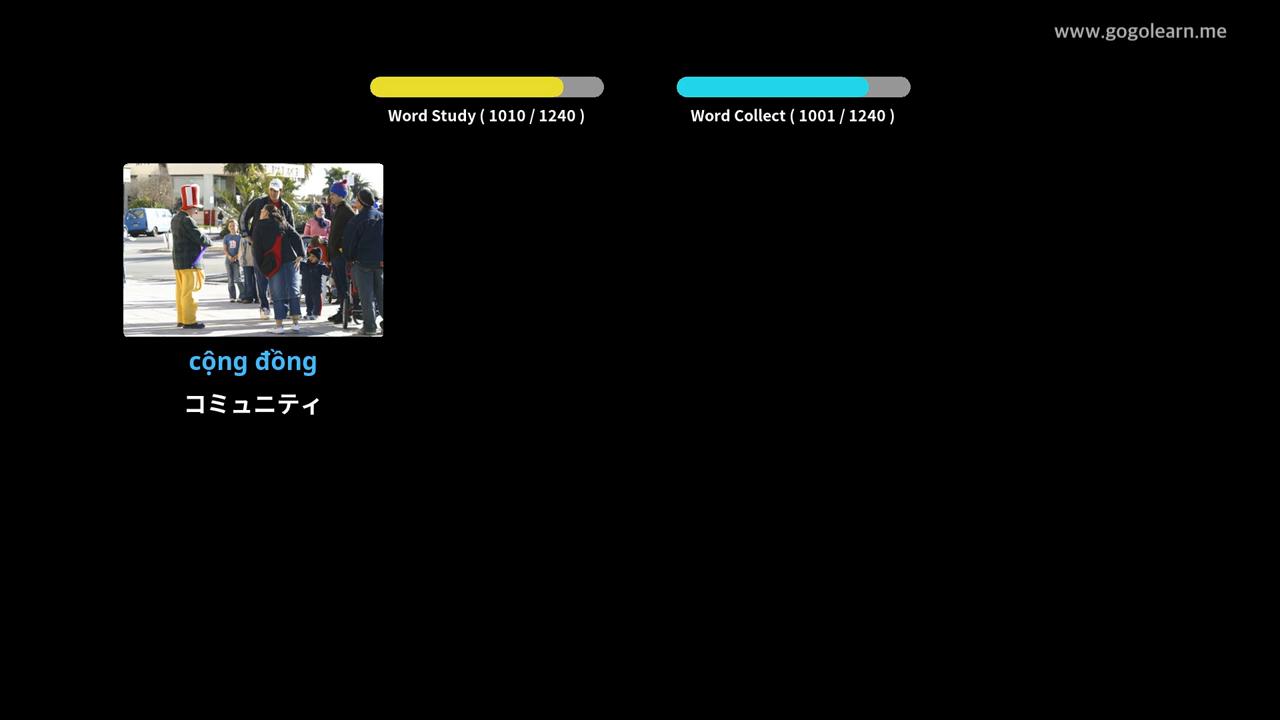 www.gogolearn.me
Word Study ( 1010 / 1240 )
Word Collect ( 1001 / 1240 )
cộng đồng
コミュニティ